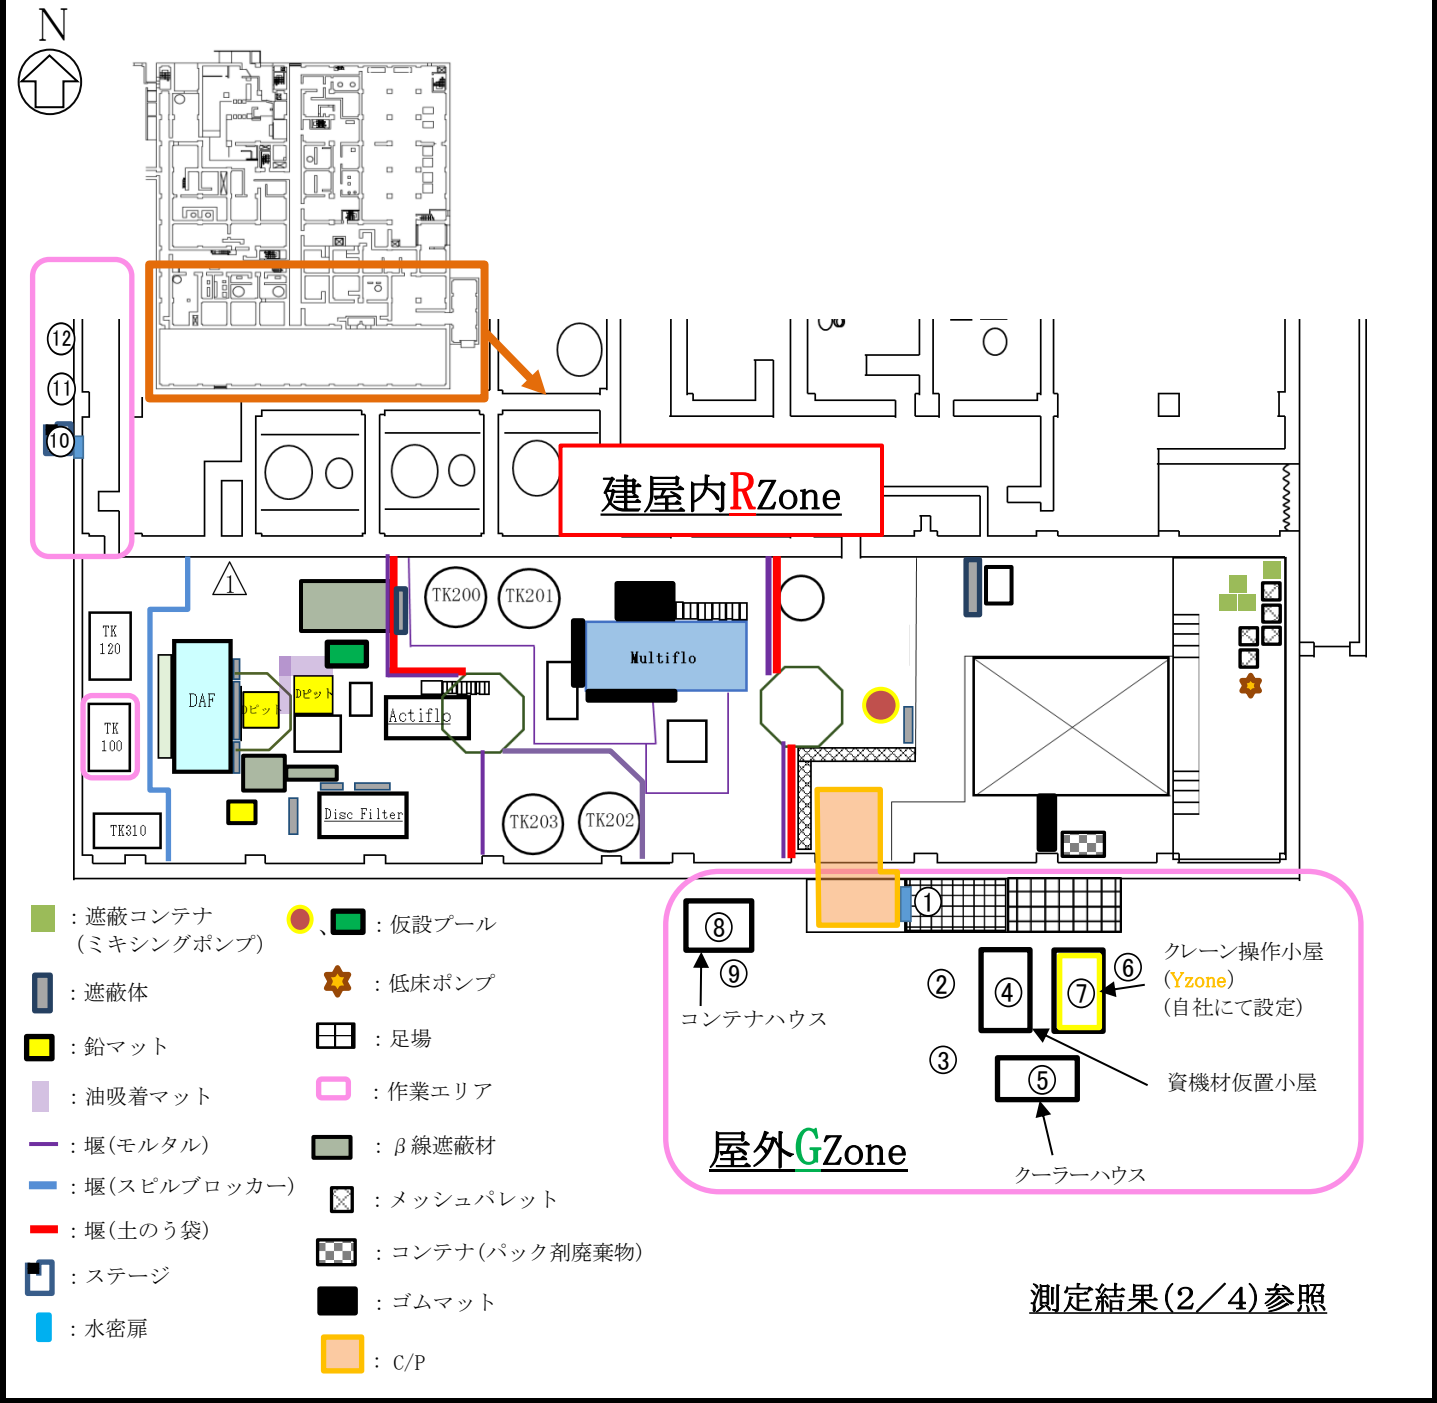 N
⑫
⑪
⑩
建屋内RZone
1
TK
120
TK
100
TK310
DAF
Dピット
Dピット
Actiflo
Disc Filter
TK200
TK201
TK203
TK202
Multiflo
①
②
③
④
⑤
⑥
⑦
⑧
⑨
コンテナハウス
クレーン操作小屋
(Yzone)
(自社にて設定)
資機材仮置小屋
クーラーハウス
屋外GZone
：遮蔽コンテナ
(ミキシングポンプ)
：遮蔽体
：鉛マット
：油吸着マット
：堰(モルタル)
：堰(スピルブロッカー)
：堰(土のう袋)
：ステージ
：水密扉
、
：仮設プール
：低床ポンプ
：足場
：作業エリア
：β線遮蔽材
：メッシュパレット
：コンテナ(パック剤廃棄物)
：ゴムマット
：C/P
測定結果(2／4)参照